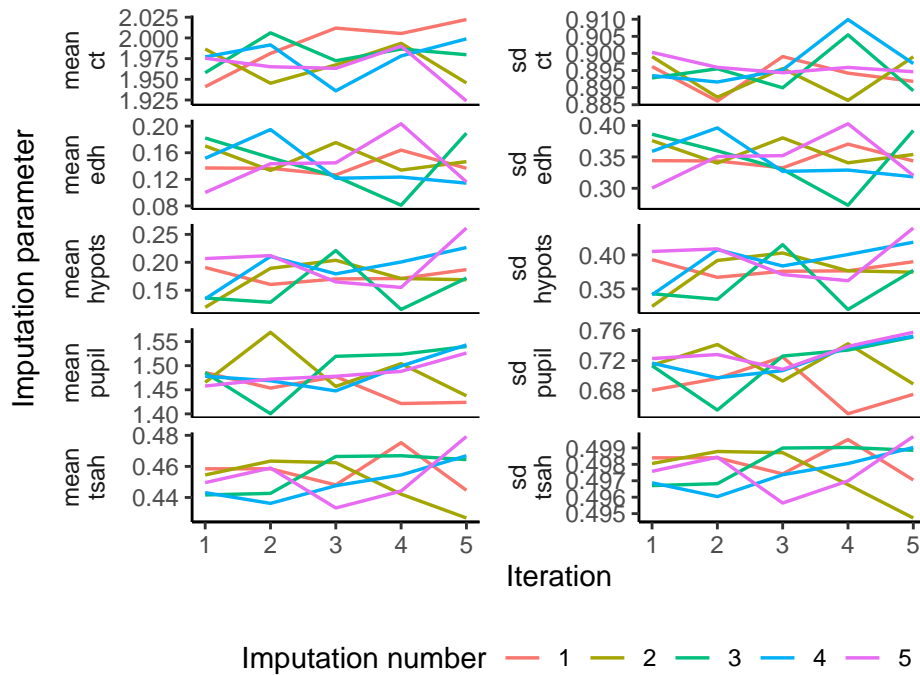 Imputation parameter
mean
ct
2.025
2.000
1.975
1.950
1.925
sd
ct
0.910
0.905
0.900
0.895
0.890
0.885
mean
edh
0.20
0.16
0.12
0.08
sd
edh
0.40
0.35
0.30
mean
hypots
0.25
0.20
0.15
sd
hypots
0.40
0.35
mean
pupil
1.55
1.50
1.45
1.40
sd
pupil
0.76
0.72
0.68
mean
tsah
0.48
0.46
0.44
sd
tsah
0.499
0.498
0.497
0.496
0.495
1 2 3 4 5
1 2 3 4 5
Iteration
Imputation number 1 2 3 4 5